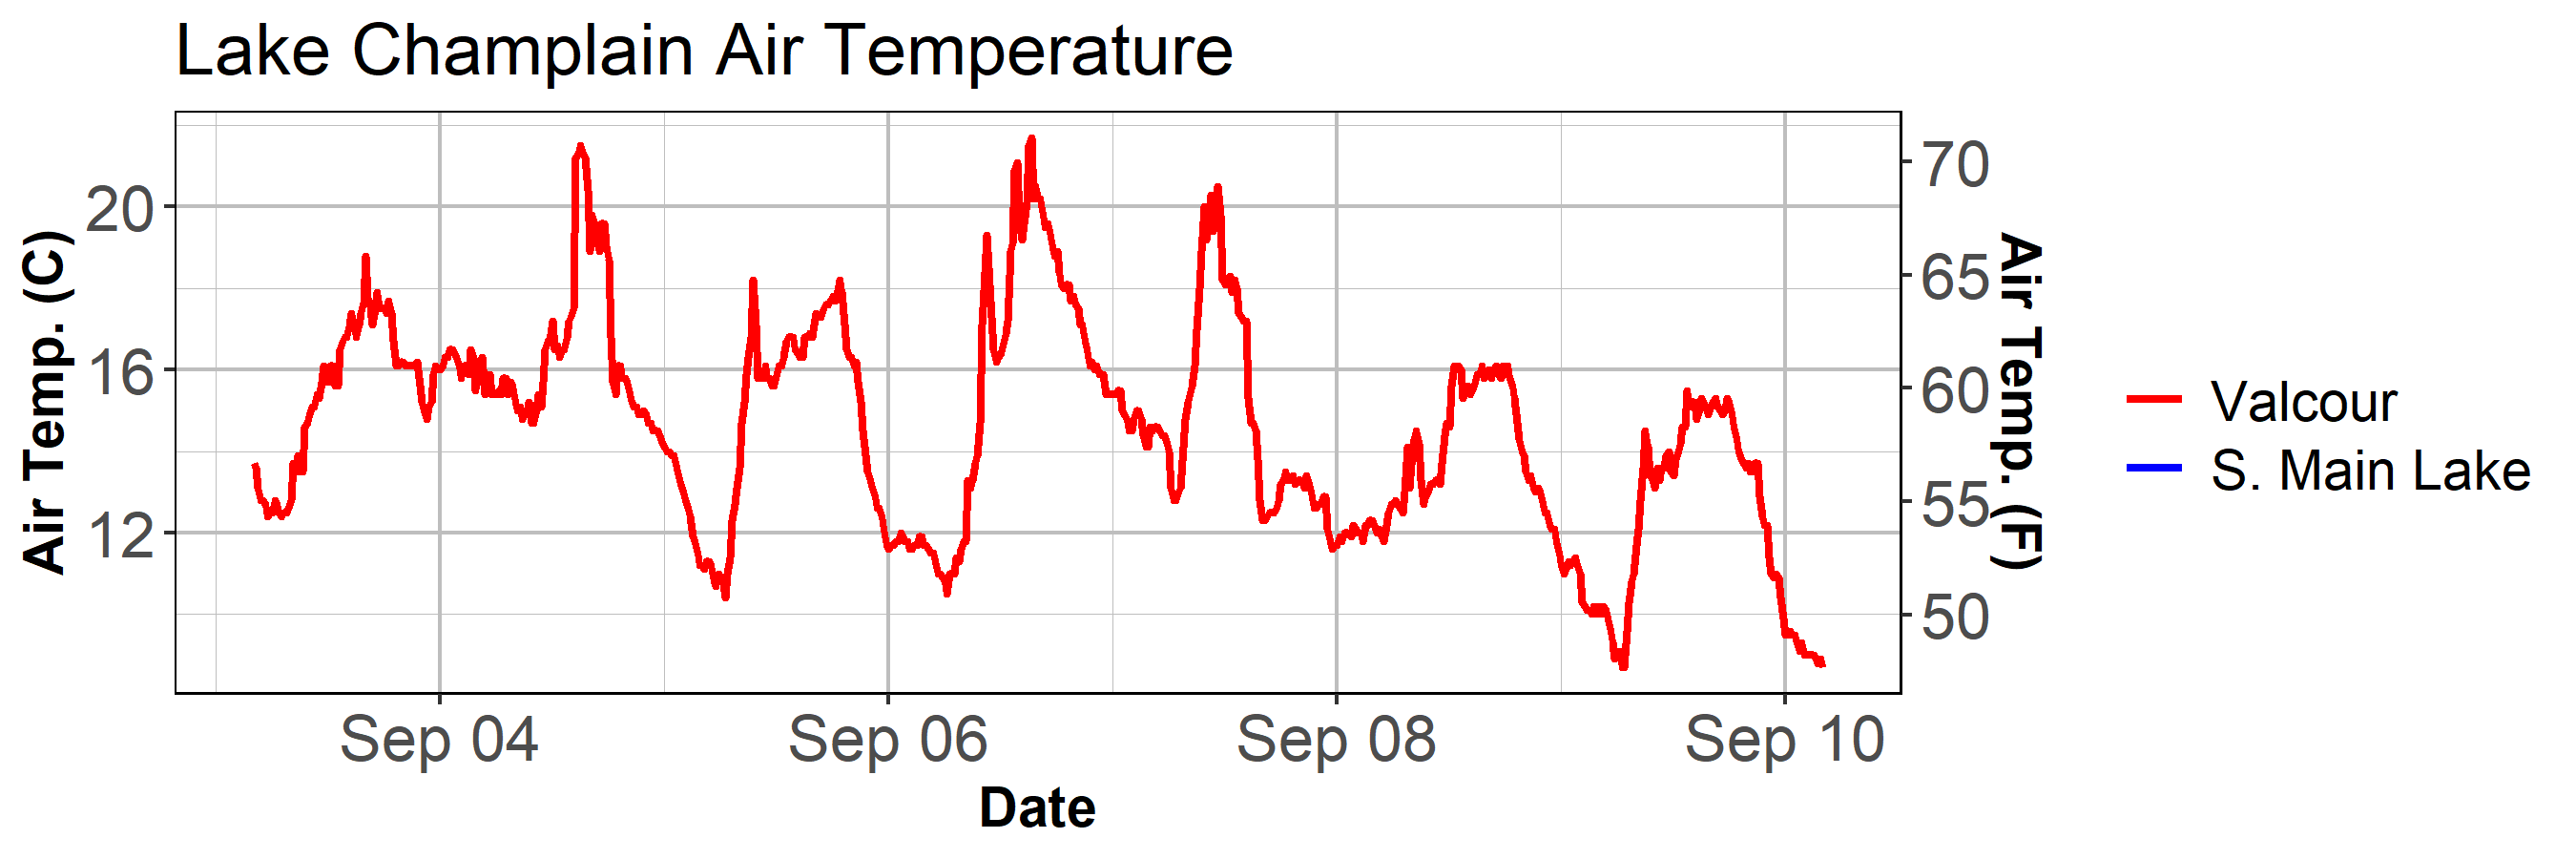 Lake Champlain Air Temperature
Air Temp. (C)
20
16
12
70
65
60
55
50
Air Temp. (F)
Sep 04
Sep 06
Sep 08
Sep 10
Date
Valcour
S. Main Lake